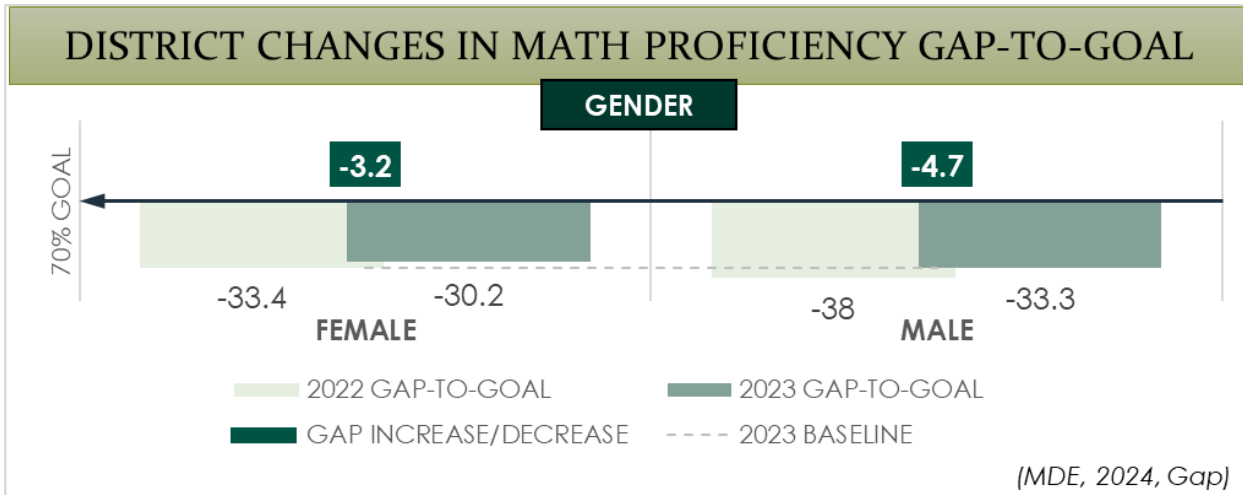 DISTRICT CHANGES IN MATH PROFICIENCY GAP-TO-GOAL
GENDER
70% GOAL
-3.2
-4.7
-33.4
-30.2
-38
-33.3
FEMALE
MALE
2022 GAP-TO-GOAL
2023 GAP-TO-GOAL
GAP INCREASE/DECREASE
2023 BASELINE
(MDE, 2024, Gap)